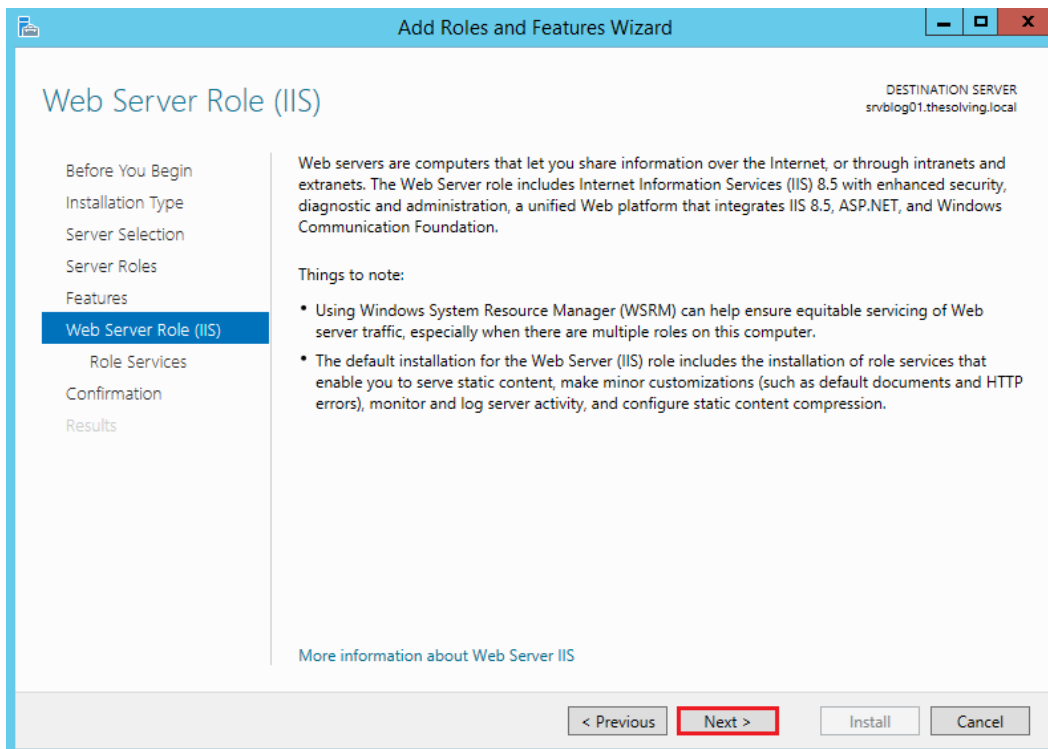 Add Roles and Features Wizard
x
Web Server Role (IIS)
DESTINATION SERVER
srvblog01.thesolving.local
Before You Begin
Installation Type
Server Selection
Server Roles
Features
Web Server Role (IIS)
Role Services
Confirmation
Results
Web servers are computers that let you share information over the Internet, or through intranets and
extranets. The Web Server role includes Internet Information Services (IIS) 8.5 with enhanced security,
diagnostic and administration, a unified Web platform that integrates IIS 8.5, ASP.NET, and Windows
Communication Foundation.
Things to note:
• Using Windows System Resource Manager (WSRM) can help ensure equitable servicing of Web
server traffic, especially when there are multiple roles on this computer.
• The default installation for the Web Server (IIS) role includes the installation of role services that
enable you to serve static content, make minor customizations (such as default documents and HTTP
errors), monitor and log server activity, and configure static content compression.
More information about Web Server IIS
< Previous
Next >
Install
Cancel